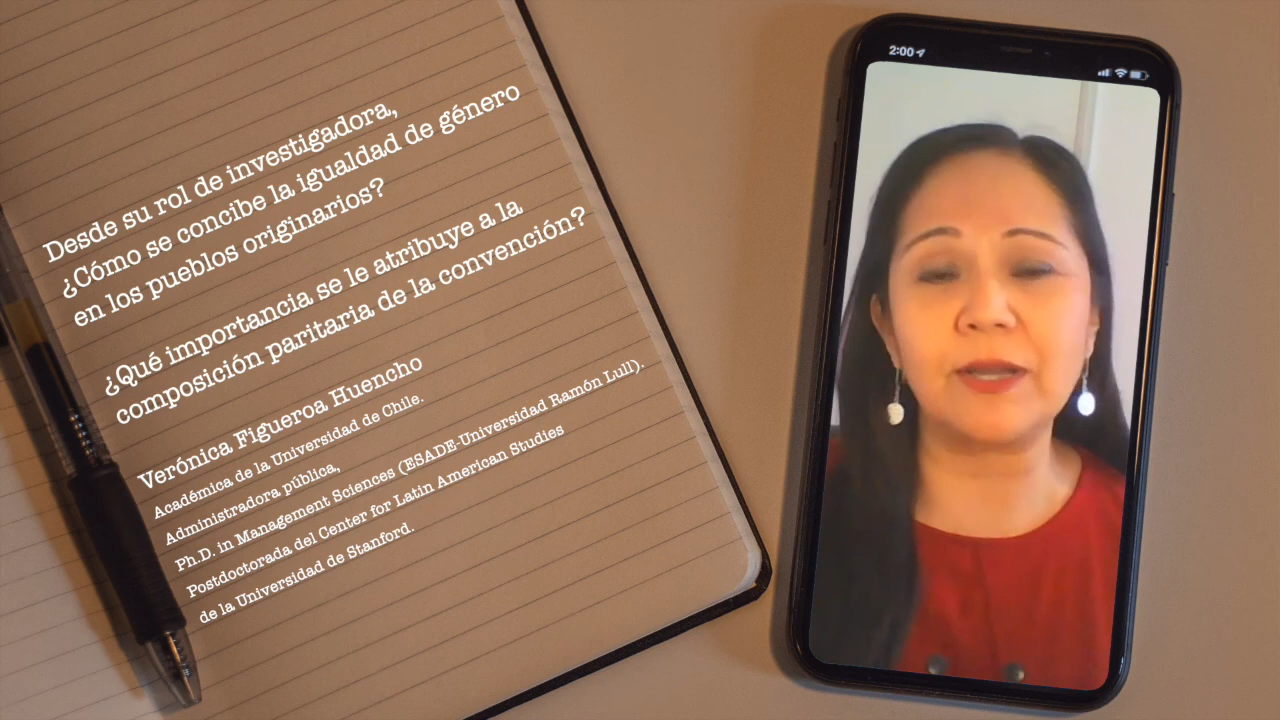 Desde su rol de investigadora,
¿Cómo se concibe la igualdad de género
en los pueblos originarios?
¿Qué importancia se le atribuye a la
composición paritaria de la convención?
Verónica Figueroa Huencho
Académica de la Universidad de Chile.
Administradora pública,
Ph.D. in Management Sciences (ESADE-Universidad Ramón Lull).
Postdoctorada del Center for Latin American Studies
de la Universidad de Stanford.
2:00